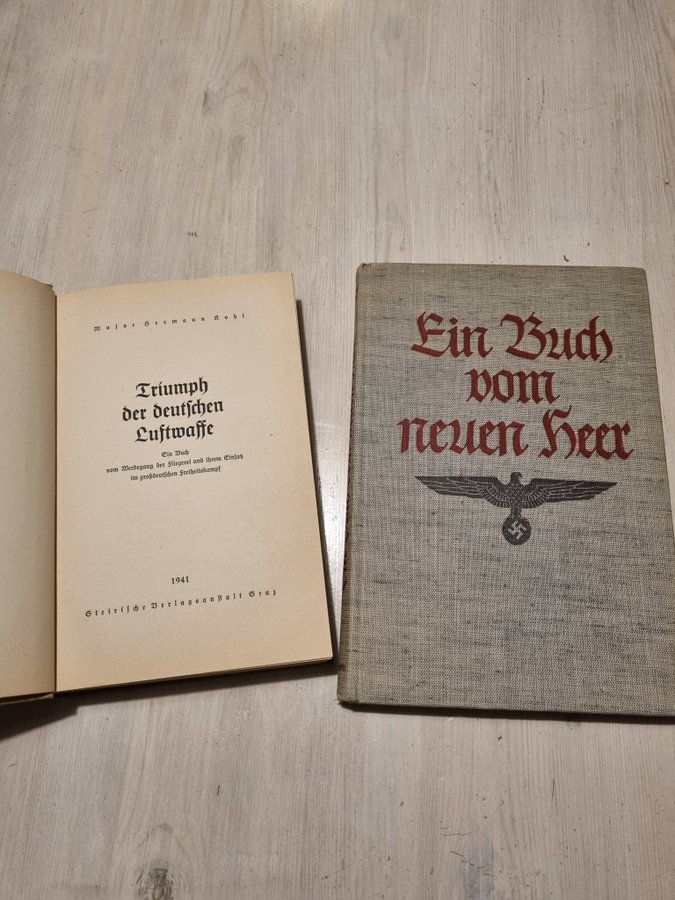 Major Hermann Kohl
Triumph
der deutschen
Luftwaffe
Ein Buch
vom Werdegang der Fliegerei und ihrem Einsatz
im großdeutschen Freiheitskampf
1941
Steirische Verlagsanstalt Graz
Ein Buch
vom
neuen Heer